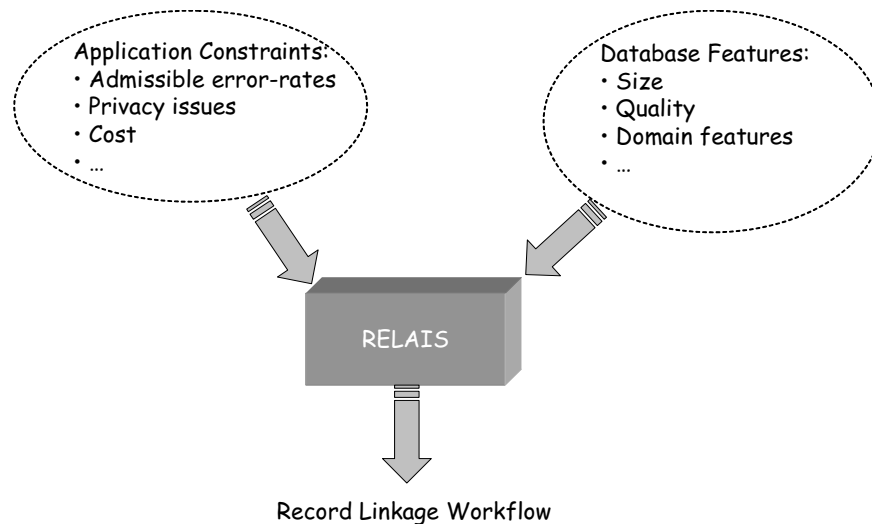 Application Constraints:
• Admissible error-rates
• Privacy issues
• Cost
• ...
Database Features:
• Size
• Quality
• Domain features
• ...
RELAIS
Record Linkage Workflow